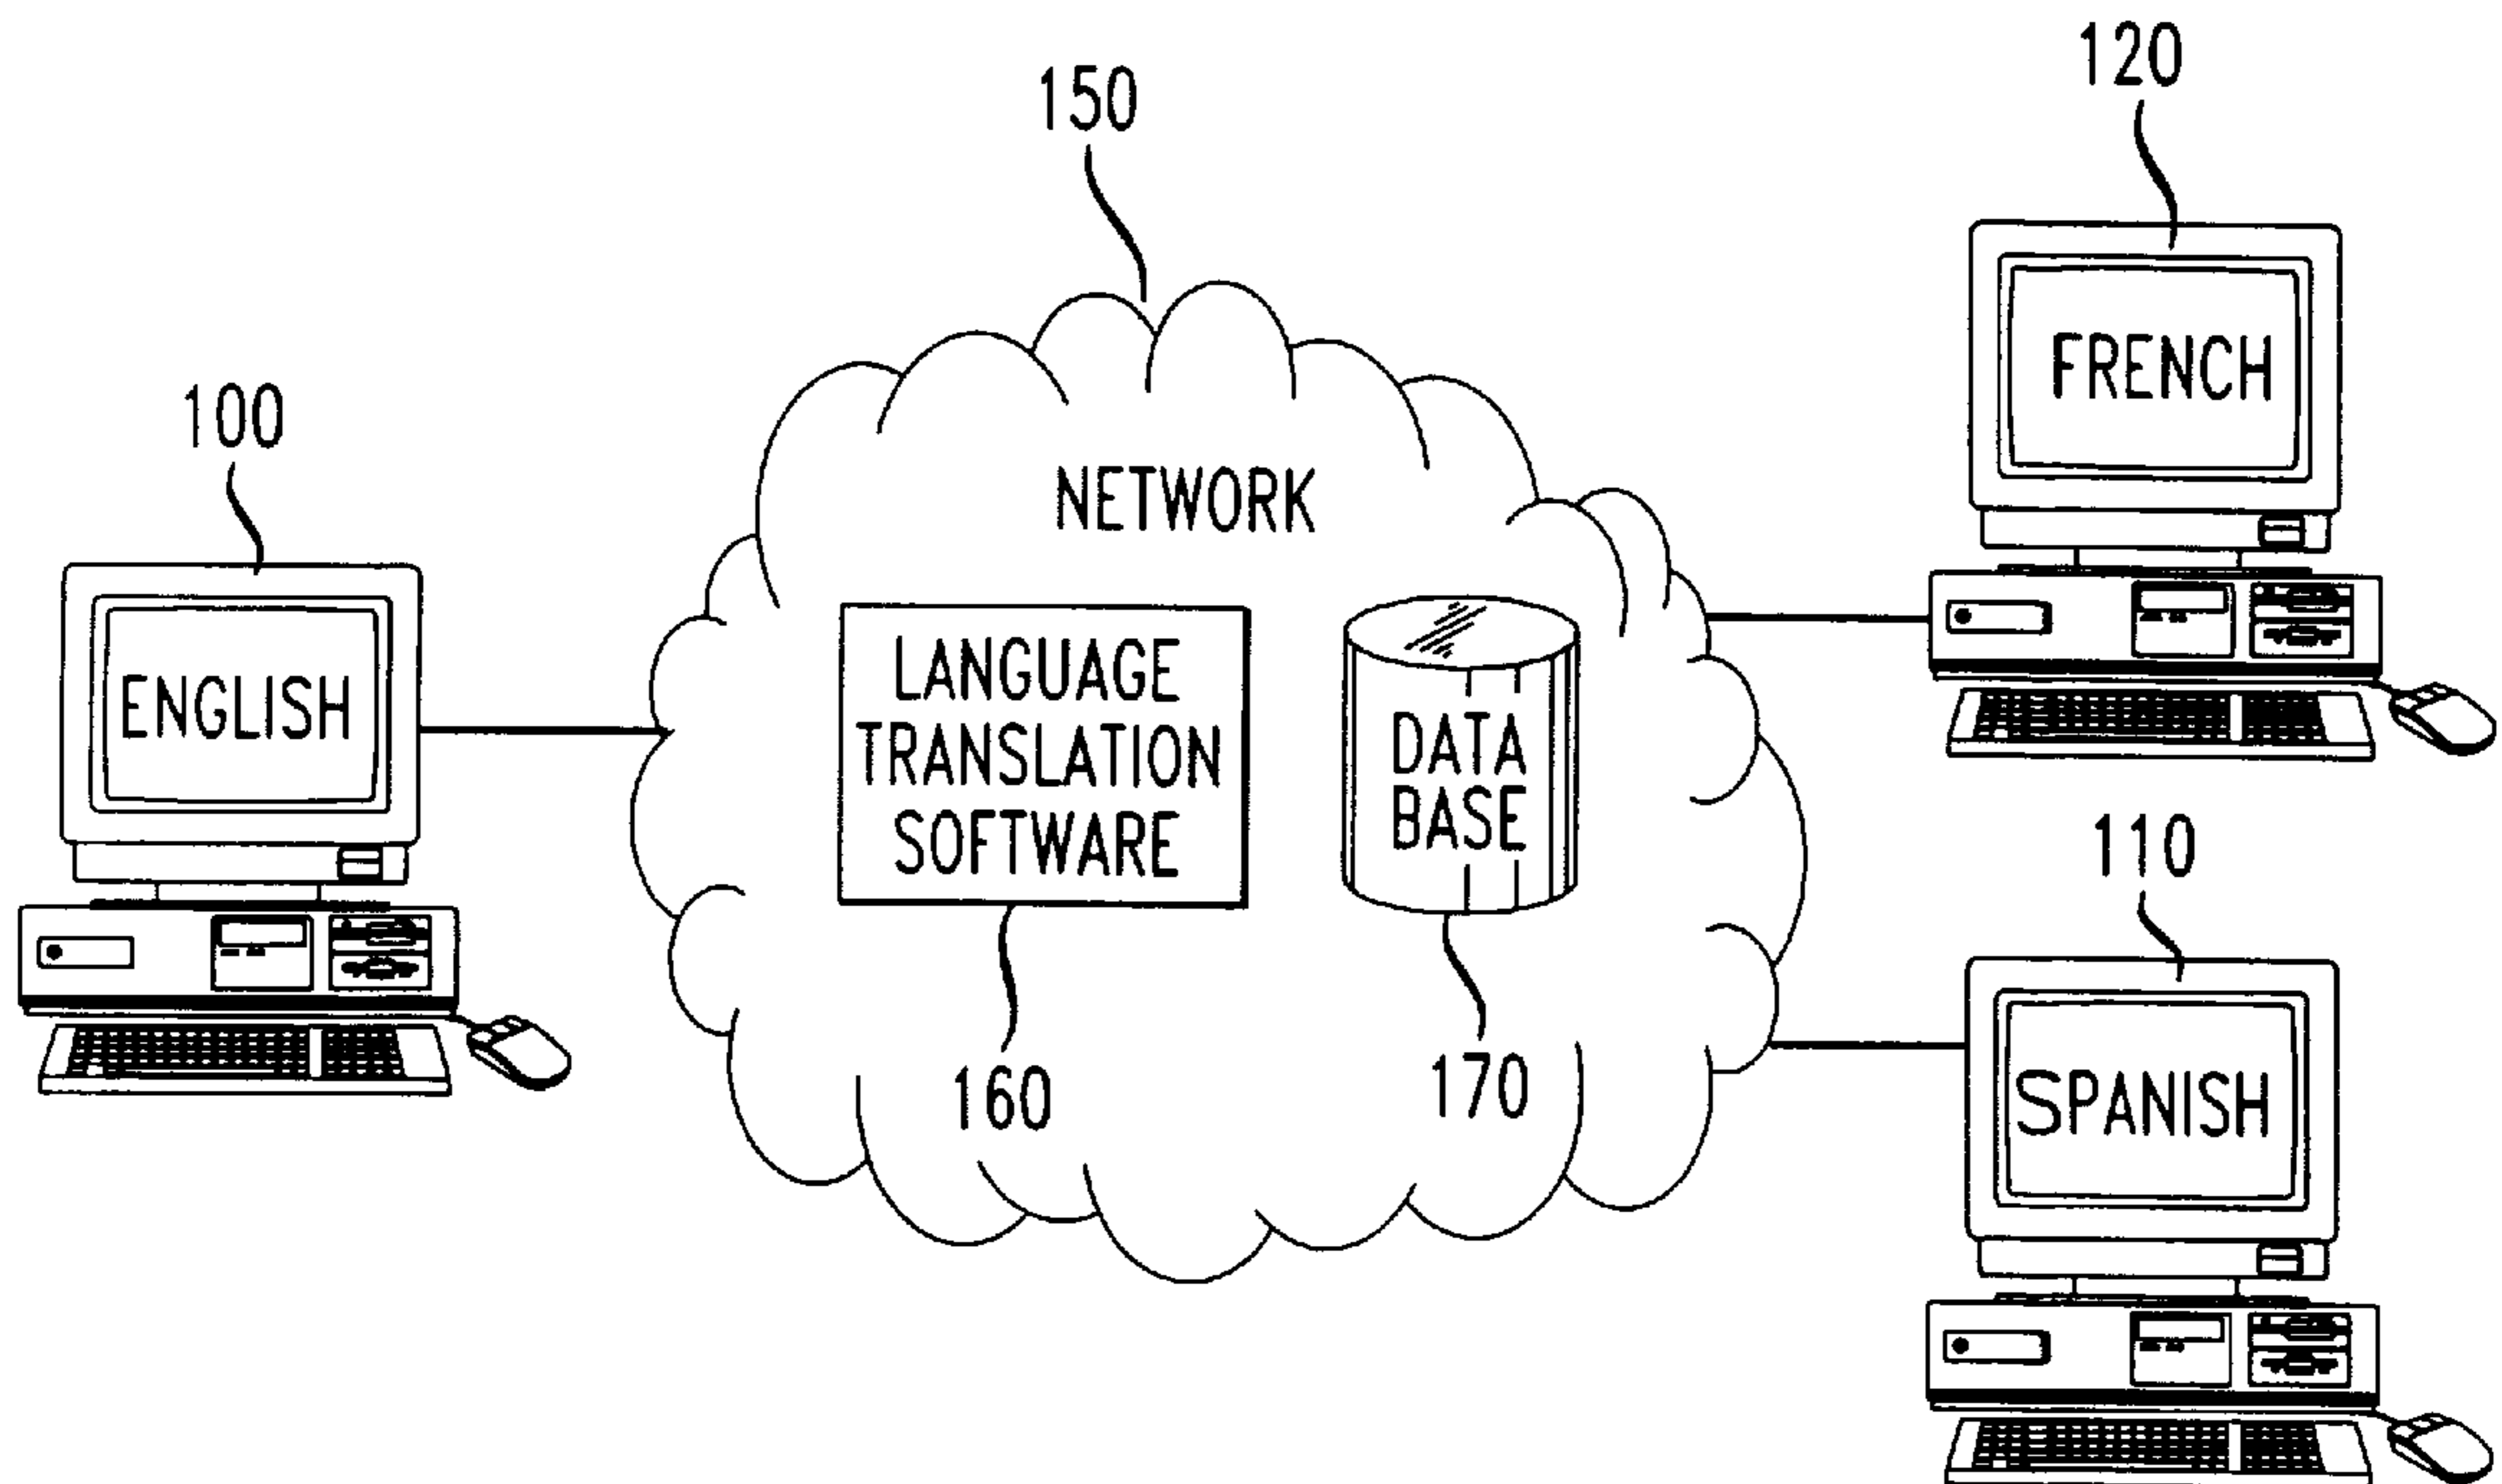 120
150
FRENCH
100
NETWORK
ENGLISH
LANGUAGE
TRANSLATION
SOFTWARE
DATA
BASE
110
160
170
SPANISH